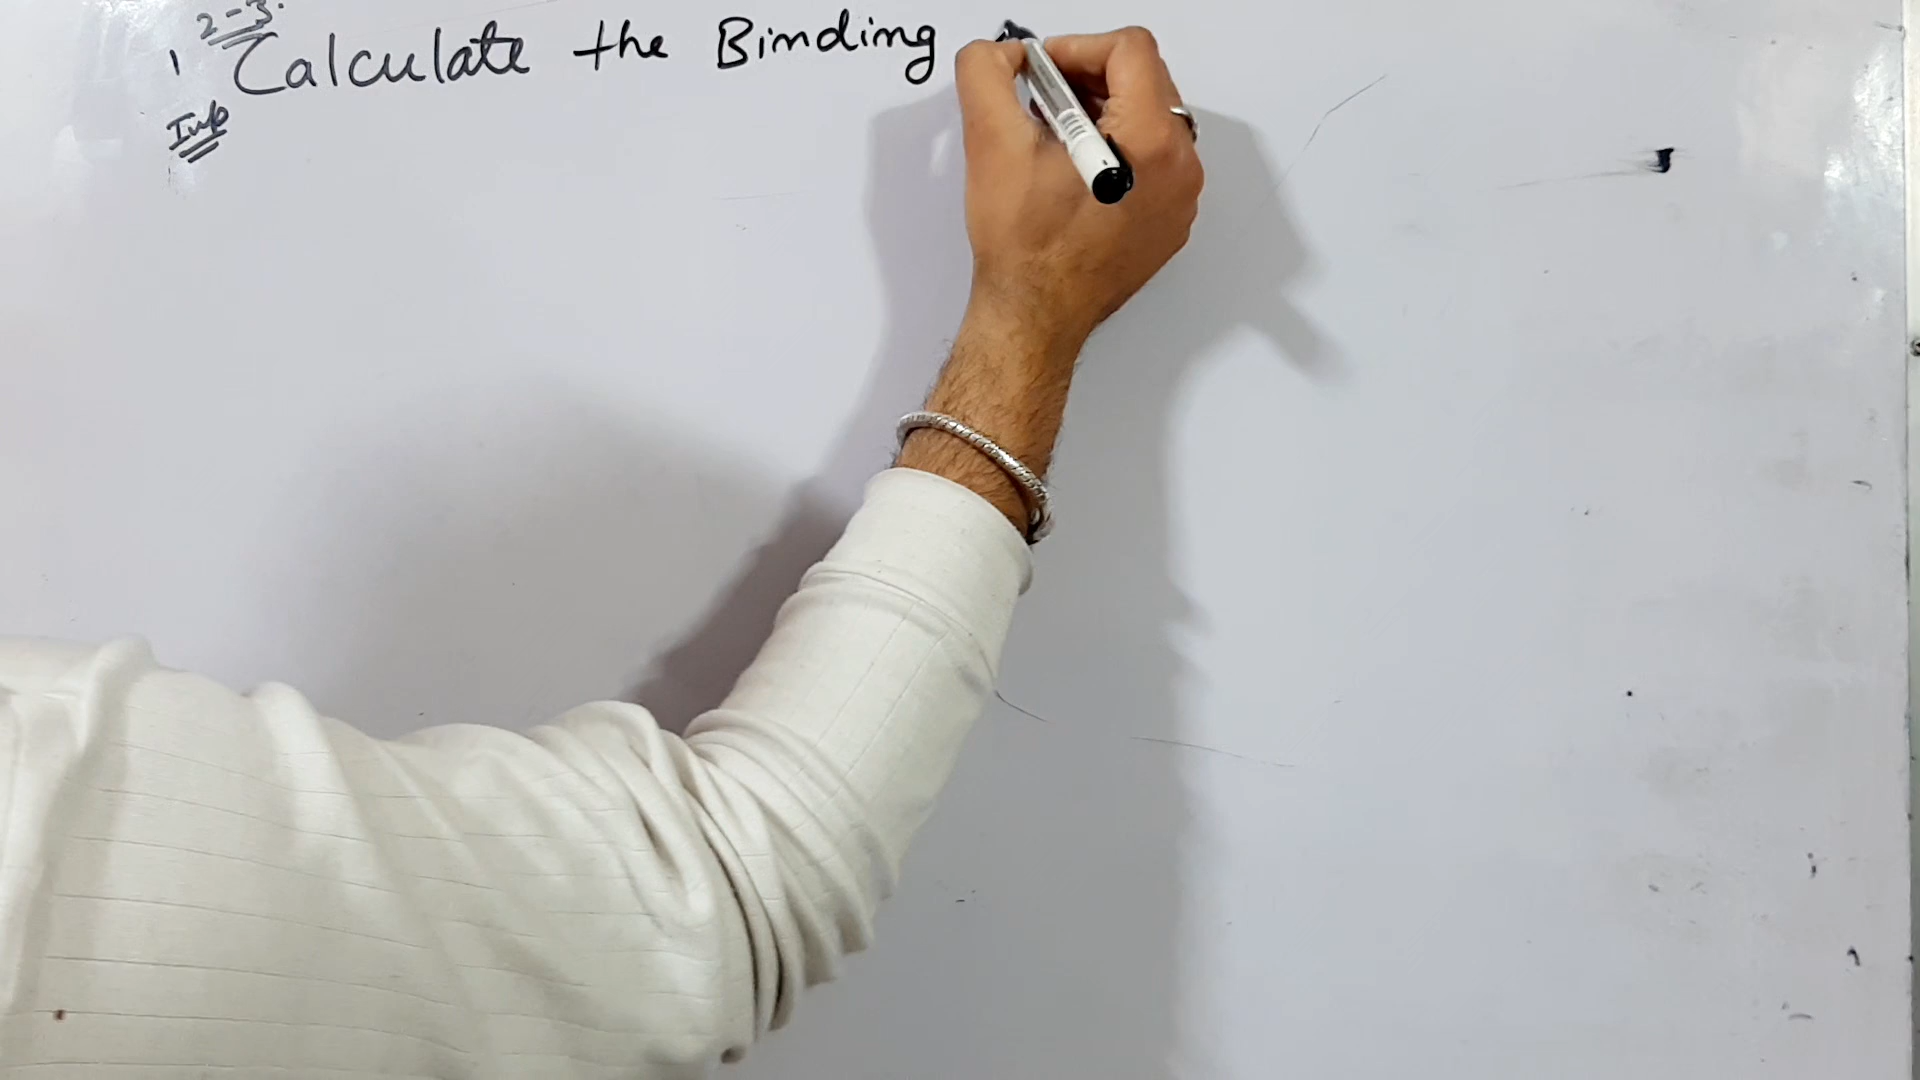 2-3.
1 Calculate the Binding
Imp